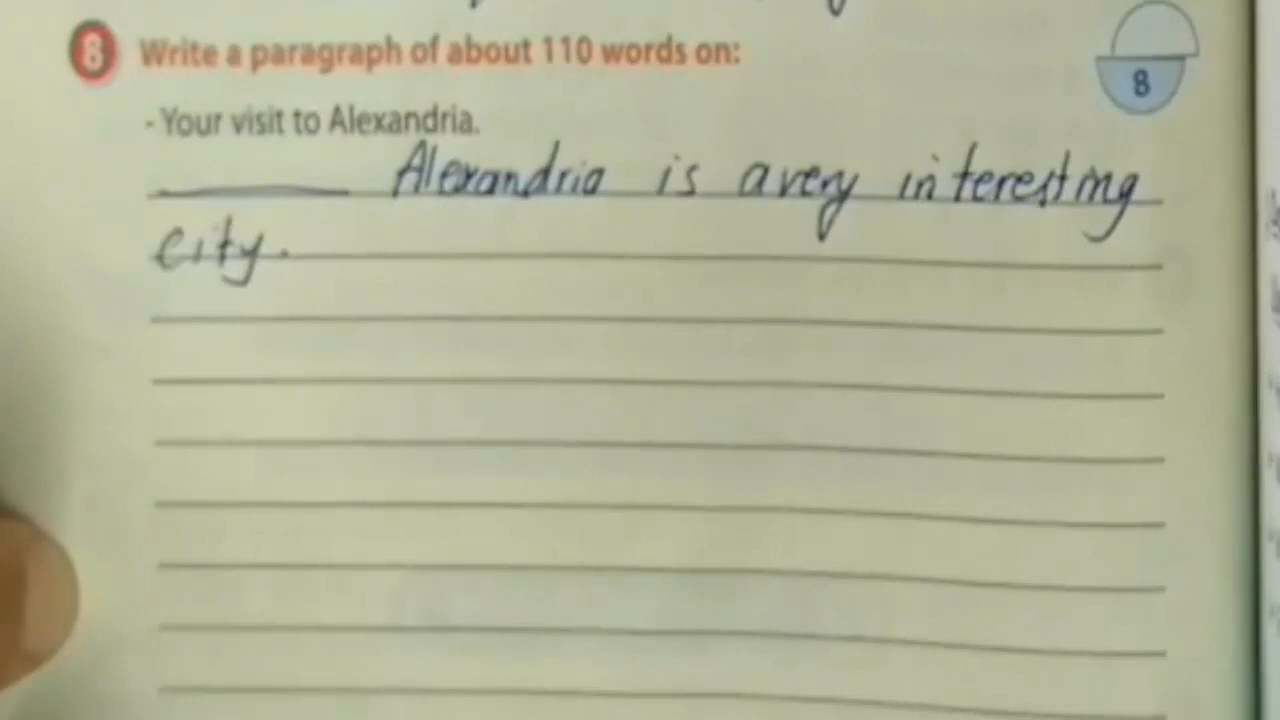 8 Write a paragraph of about 110 words on:
8
- Your visit to Alexandria.
Alexandria is a very interesting
city.